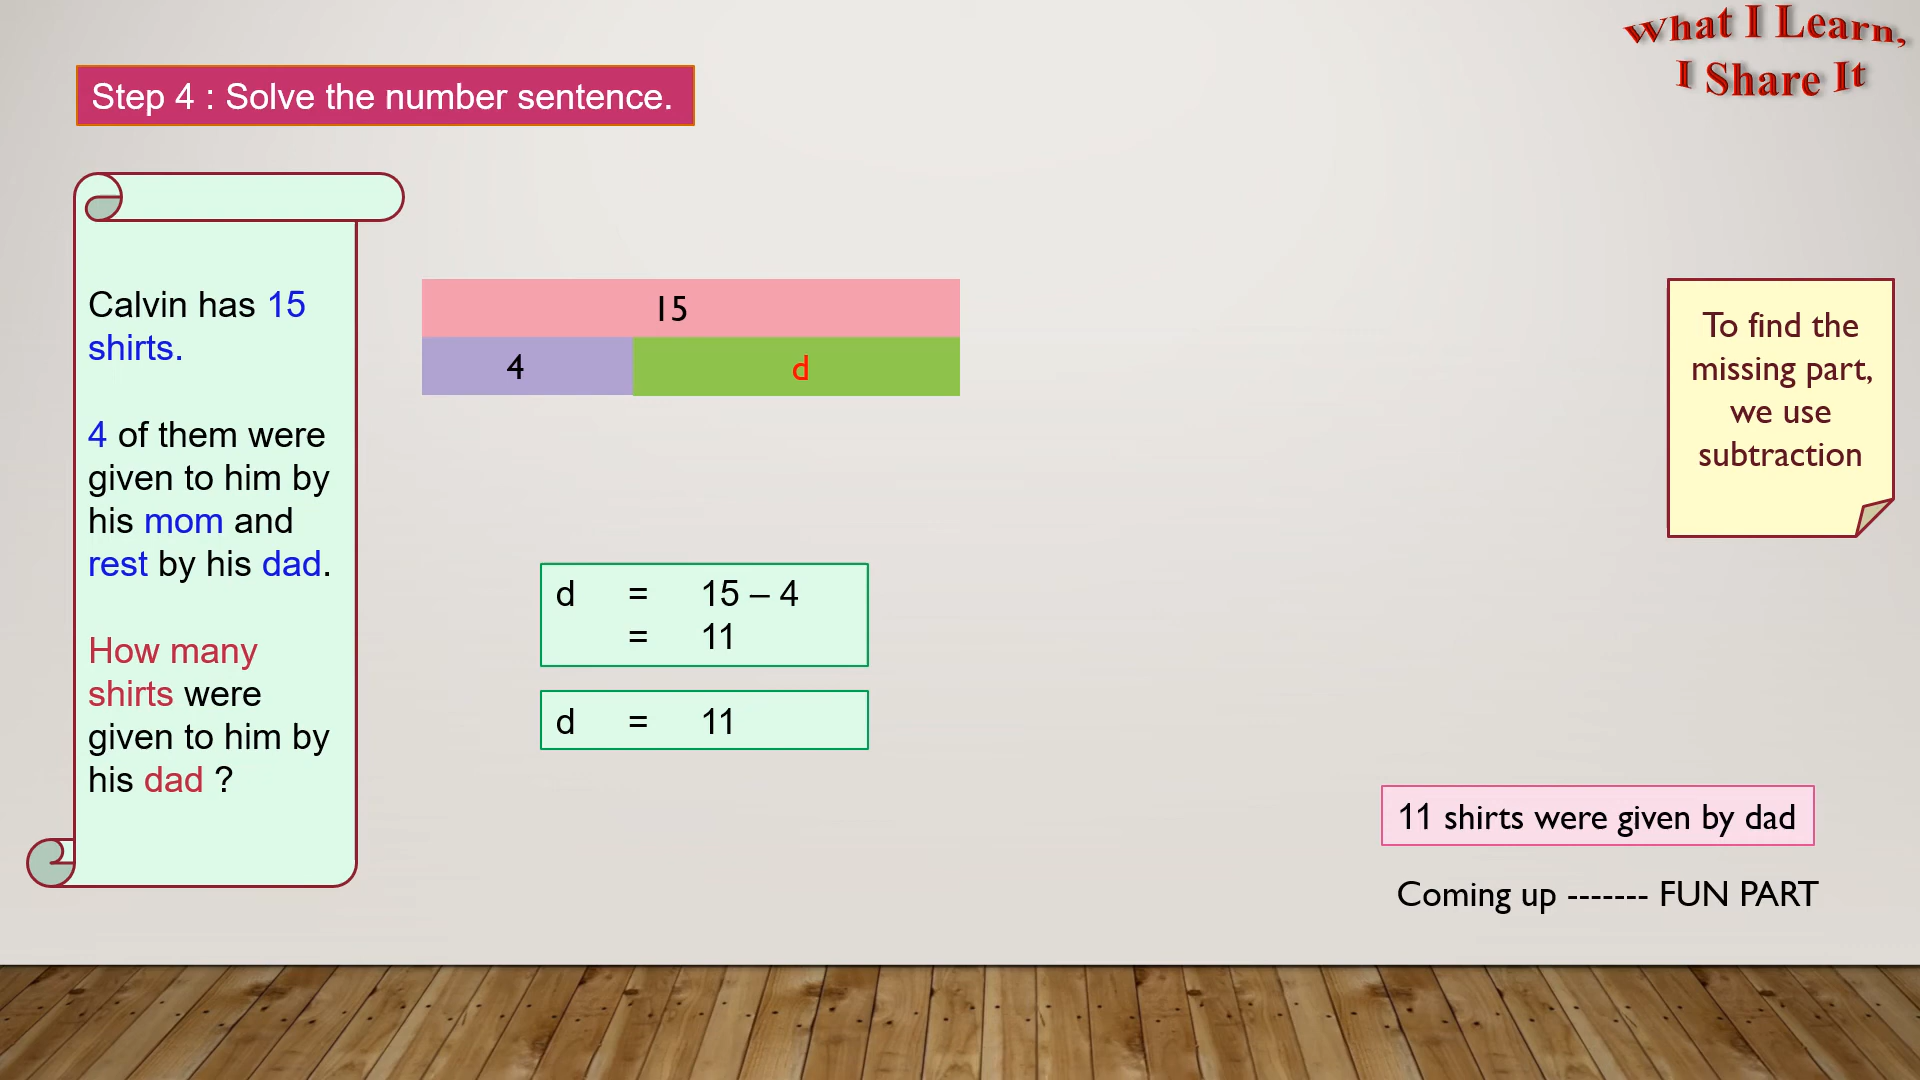 What I Learn,
I Share It
Step 4 : Solve the number sentence.
Calvin has 15
shirts.
4 of them were
given to him by
his mom and
rest by his dad.
How many
shirts were
given to him by
his dad ?
15
4 d
d = 15 – 4
= 11
d = 11
To find the
missing part,
we use
subtraction
11 shirts were given by dad
Coming up ------- FUN PART